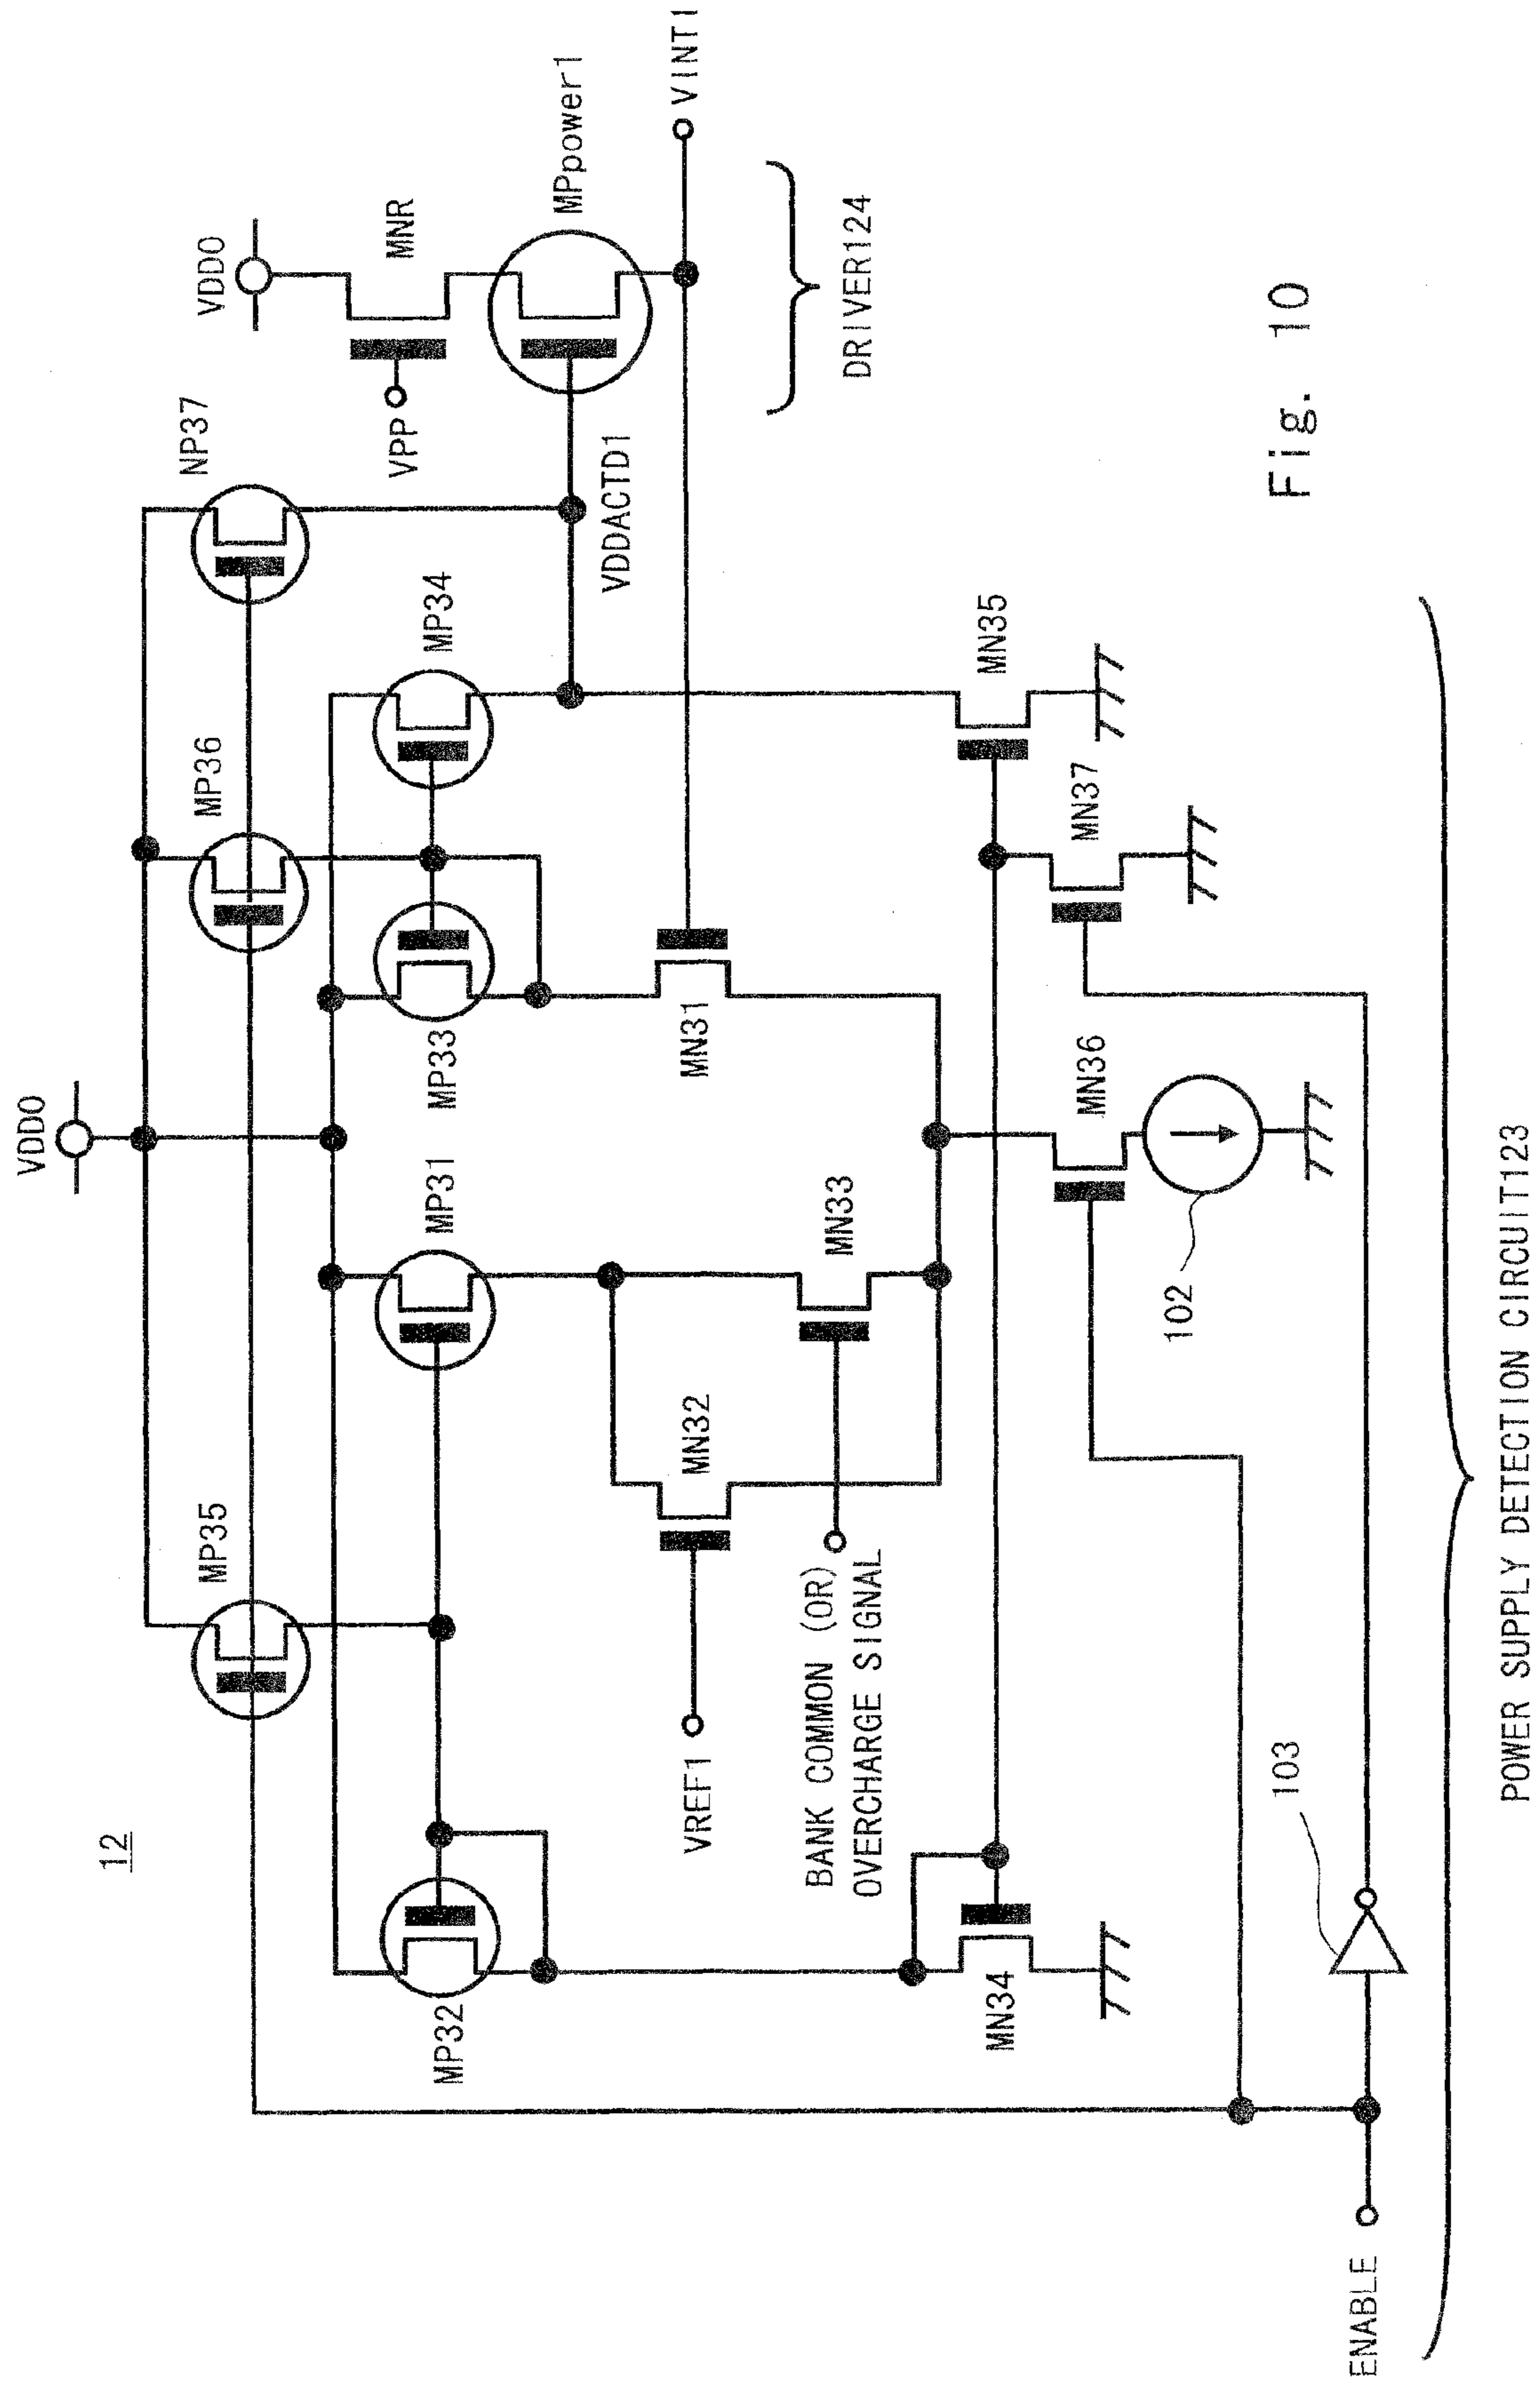 12
VDD0
VDD0
MP35
MP36
NP37
MNR
VPP
MPpower1
MP32
MP31
MP33
MP34
VDDACTD1
VINT1
MN32
MN31
VREF1
MN33
BANK COMMON (OR)
OVERCHARGE SIGNAL
DRIVER124
MN34
MN35
MN36
MN37
102
103
ENABLE
POWER SUPPLY DETECTION CIRCUIT123
Fig. 10